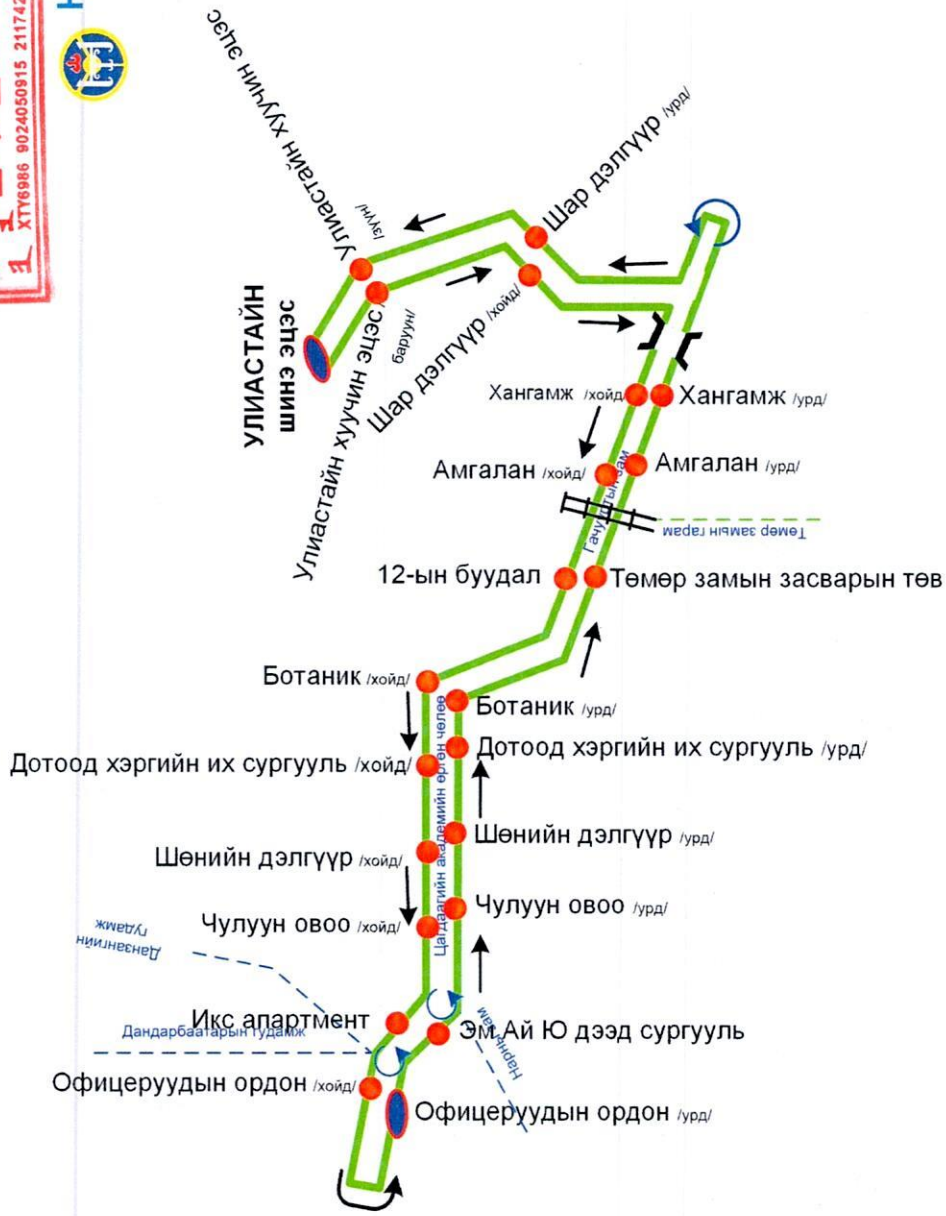 XTY6986 9024050915 211742
Улиастайн хуучин эцэс
/зүүн/
Шар дэлгүүр /урд/
УЛИАСТАЙН
ШИНЭ ЭЦЭС
Улиастайн хуучин эцэс /
баруун/
Шар дэлгүүр /хойд/
Хангамж /хойд/
Хангамж /урд/
Амгалан /хойд/
Амгалан /урд/
Гачууртын зам
Төмөр замын гарам
12-ын буудал
Төмөр замын засварын төв
Ботаник /хойд/
Ботаник /урд/
Дотоод хэргийн их сургууль /хойд/
Дотоод хэргийн их сургууль /урд/
Цагдаагийн академийн өргөн чөлөө
Шөнийн дэлгүүр /хойд/
Шөнийн дэлгүүр /урд/
Чулуун овоо /хойд/
Чулуун овоо /урд/
Данзангийн
гудамж
Икс апартмент
Дандарбаатарын гудамж
Эм Ай Ю дээд сургууль
Нарны зам
Офицеруудын ордон /хойд/
Офицеруудын ордон /урд/